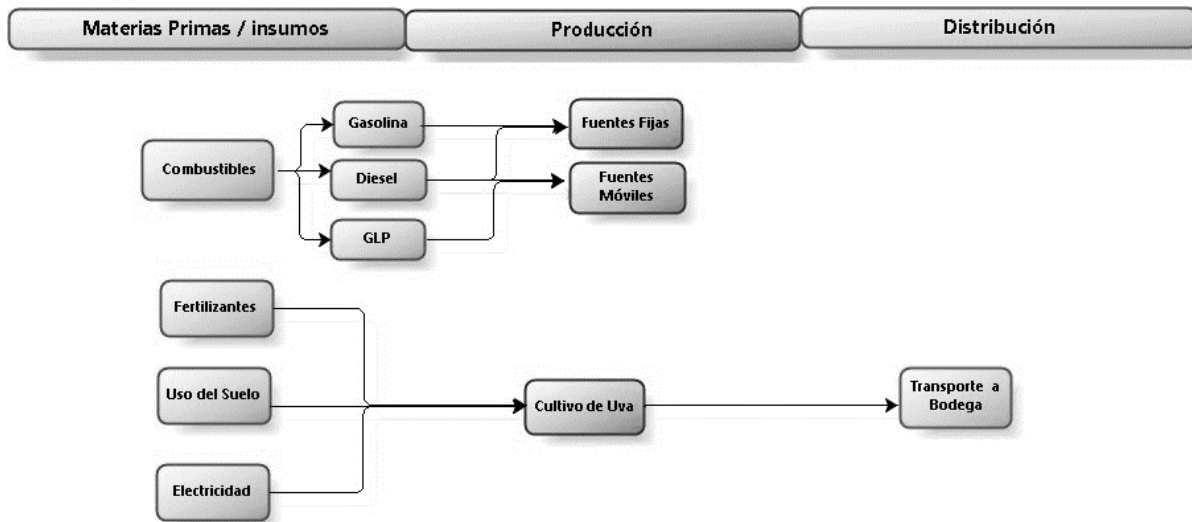 Materias Primas / insumos
Producción
Distribución
Gasolina
Fuentes Fijas
Combustibles
Diesel
Fuentes
Móviles
GLP
Fertilizantes
Uso del Suelo
Cultivo de Uva
Transporte a
Bodega
Electricidad